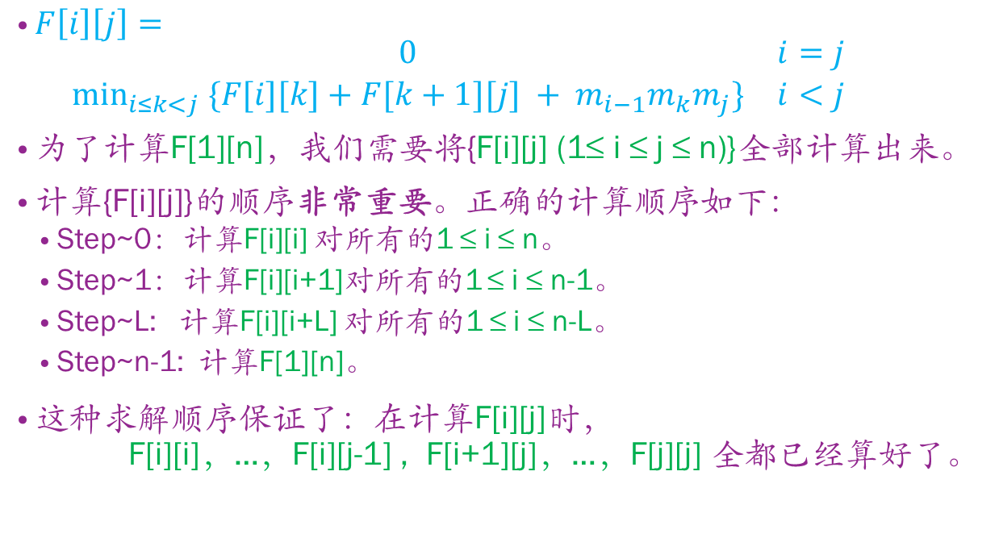 • F[i][j] =
0 i = j
min_{i≤k<j} {F[i][k] + F[k + 1][j] + m_{i−1}m_k m_j} i < j
• 为了计算F[1][n]，我们需要将{F[i][j] (1≤ i ≤ j ≤ n)}全部计算出来。
• 计算{F[i][j]}的顺序非常重要。正确的计算顺序如下：
• Step~0：计算F[i][i] 对所有的1 ≤ i ≤ n。
• Step~1：计算F[i][i+1]对所有的1 ≤ i ≤ n-1。
• Step~L: 计算F[i][i+L] 对所有的1 ≤ i ≤ n-L。
• Step~n-1: 计算F[1][n]。
• 这种求解顺序保证了：在计算F[i][j]时，
F[i][i]，…，F[i][j-1]，F[i+1][j]，…，F[j][j] 全都已经算好了。